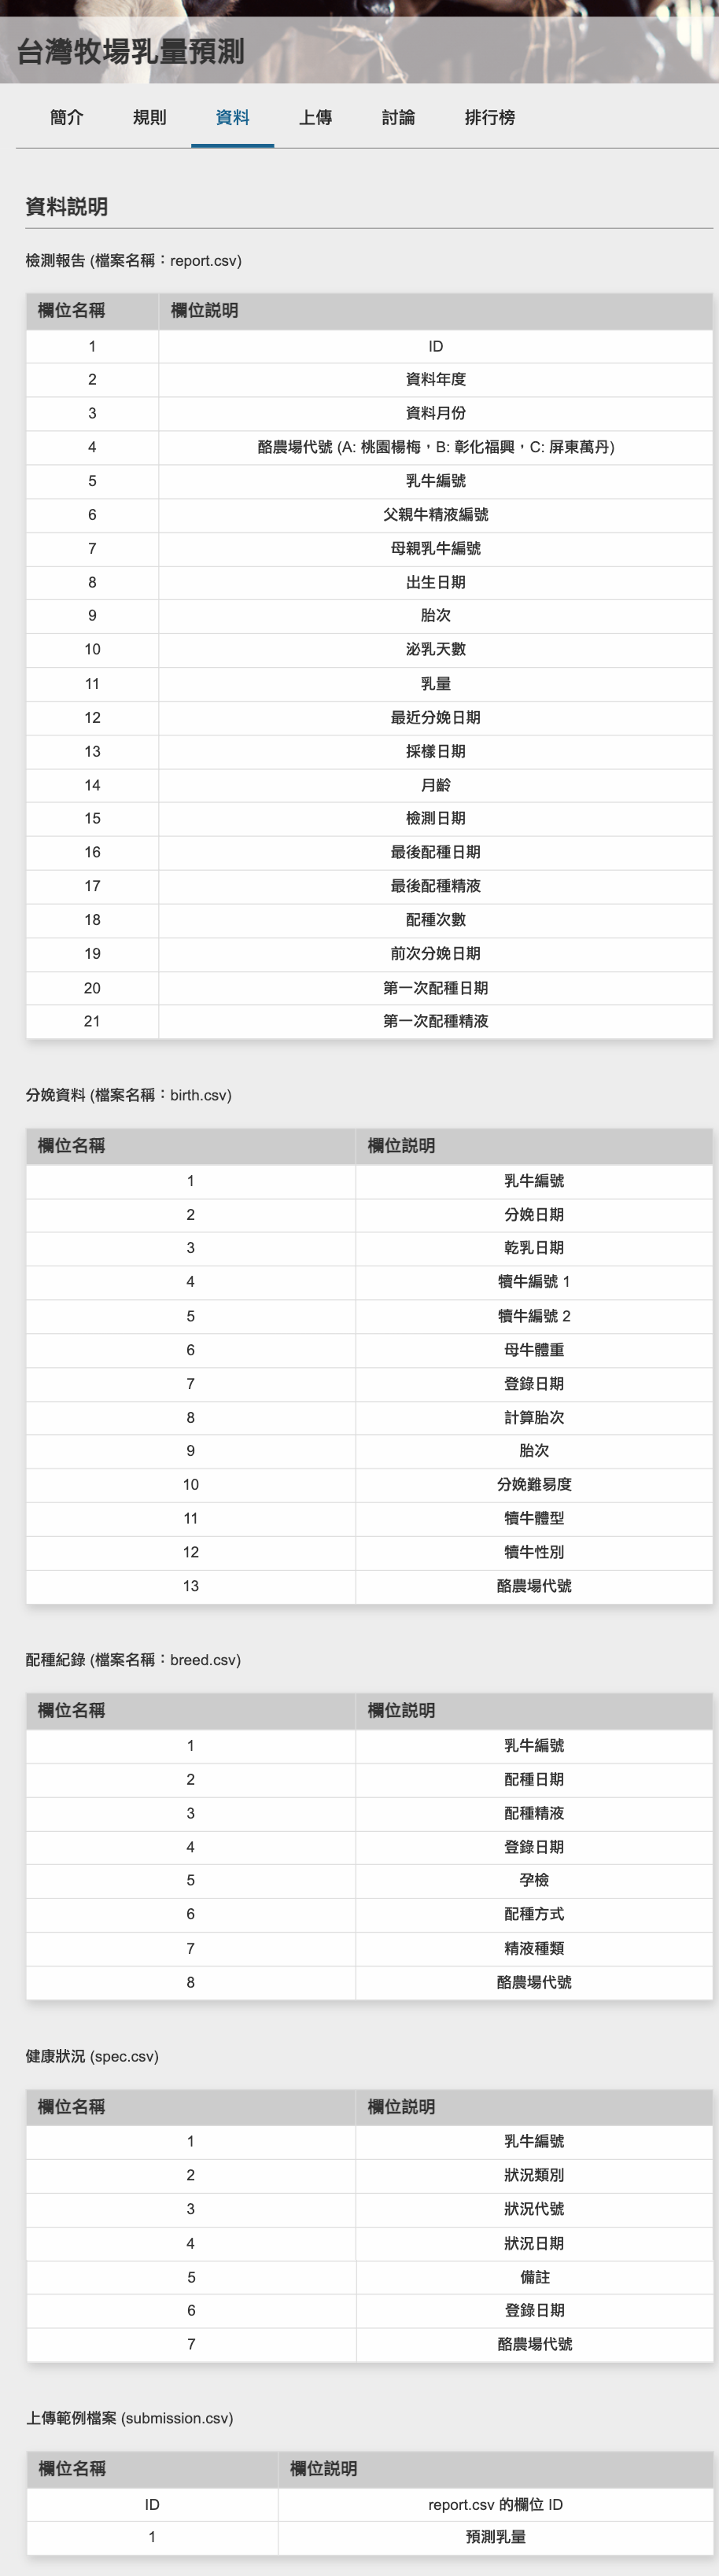 台灣牧場乳量預測
簡介 規則 資料 上傳 討論 排行榜
資料說明
檢測報告 (檔案名稱：report.csv)
欄位名稱 欄位說明
1 ID
2 資料年度
3 資料月份
4 酪農場代號 (A: 桃園楊梅，B: 彰化福興，C: 屏東萬丹)
5 乳牛編號
6 父親牛精液編號
7 母親乳牛編號
8 出生日期
9 胎次
10 泌乳天數
11 乳量
12 最近分娩日期
13 採樣日期
14 月齡
15 檢測日期
16 最後配種日期
17 最後配種精液
18 配種次數
19 前次分娩日期
20 第一次配種日期
21 第一次配種精液
分娩資料 (檔案名稱：birth.csv)
欄位名稱 欄位說明
1 乳牛編號
2 分娩日期
3 乾乳日期
4 犢牛編號 1
5 犢牛編號 2
6 母牛體重
7 登錄日期
8 計算胎次
9 胎次
10 分娩難易度
11 犢牛體型
12 犢牛性別
13 酪農場代號
配種紀錄 (檔案名稱：breed.csv)
欄位名稱 欄位說明
1 乳牛編號
2 配種日期
3 配種精液
4 登錄日期
5 孕檢
6 配種方式
7 精液種類
8 酪農場代號
健康狀況 (spec.csv)
欄位名稱 欄位說明
1 乳牛編號
2 狀況類別
3 狀況代號
4 狀況日期
5 備註
6 登錄日期
7 酪農場代號
上傳範例檔案 (submission.csv)
欄位名稱 欄位說明
ID report.csv 的欄位 ID
1 預測乳量